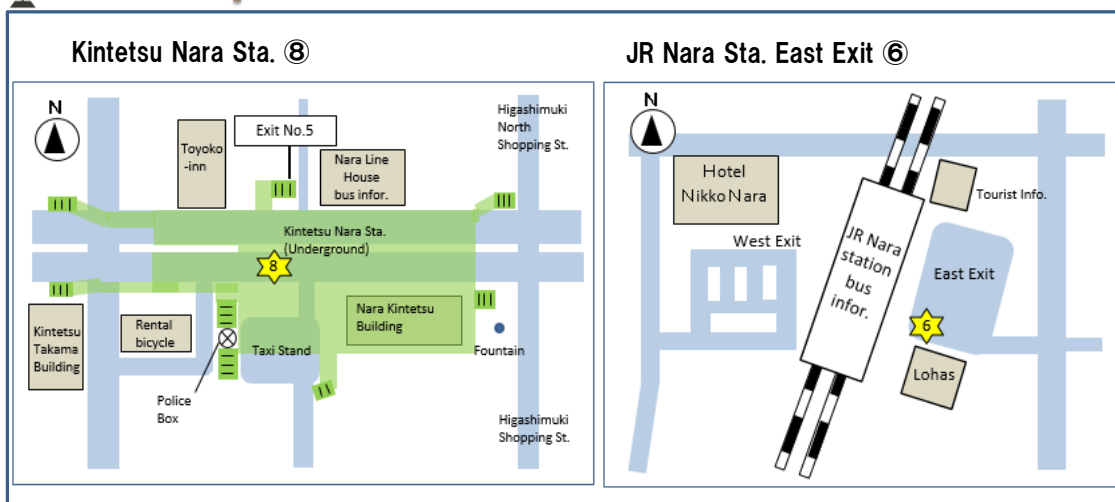 Kintetsu Nara Sta. ⑧
N
Toyoko
-inn
Exit No.5
Nara Line
House
bus infor.
Higashimuki
North
Shopping St.
Kintetsu Nara Sta.
(Underground)
8
Kintetsu
Takama
Building
Rental
bicycle
Taxi Stand
Nara Kintetsu
Building
Fountain
Police
Box
Higashimuki
Shopping St.
JR Nara Sta. East Exit ⑥
N
Hotel
Nikko Nara
Tourist Info.
West Exit
JR Nara
station
bus
infor.
East Exit
6
Lohas